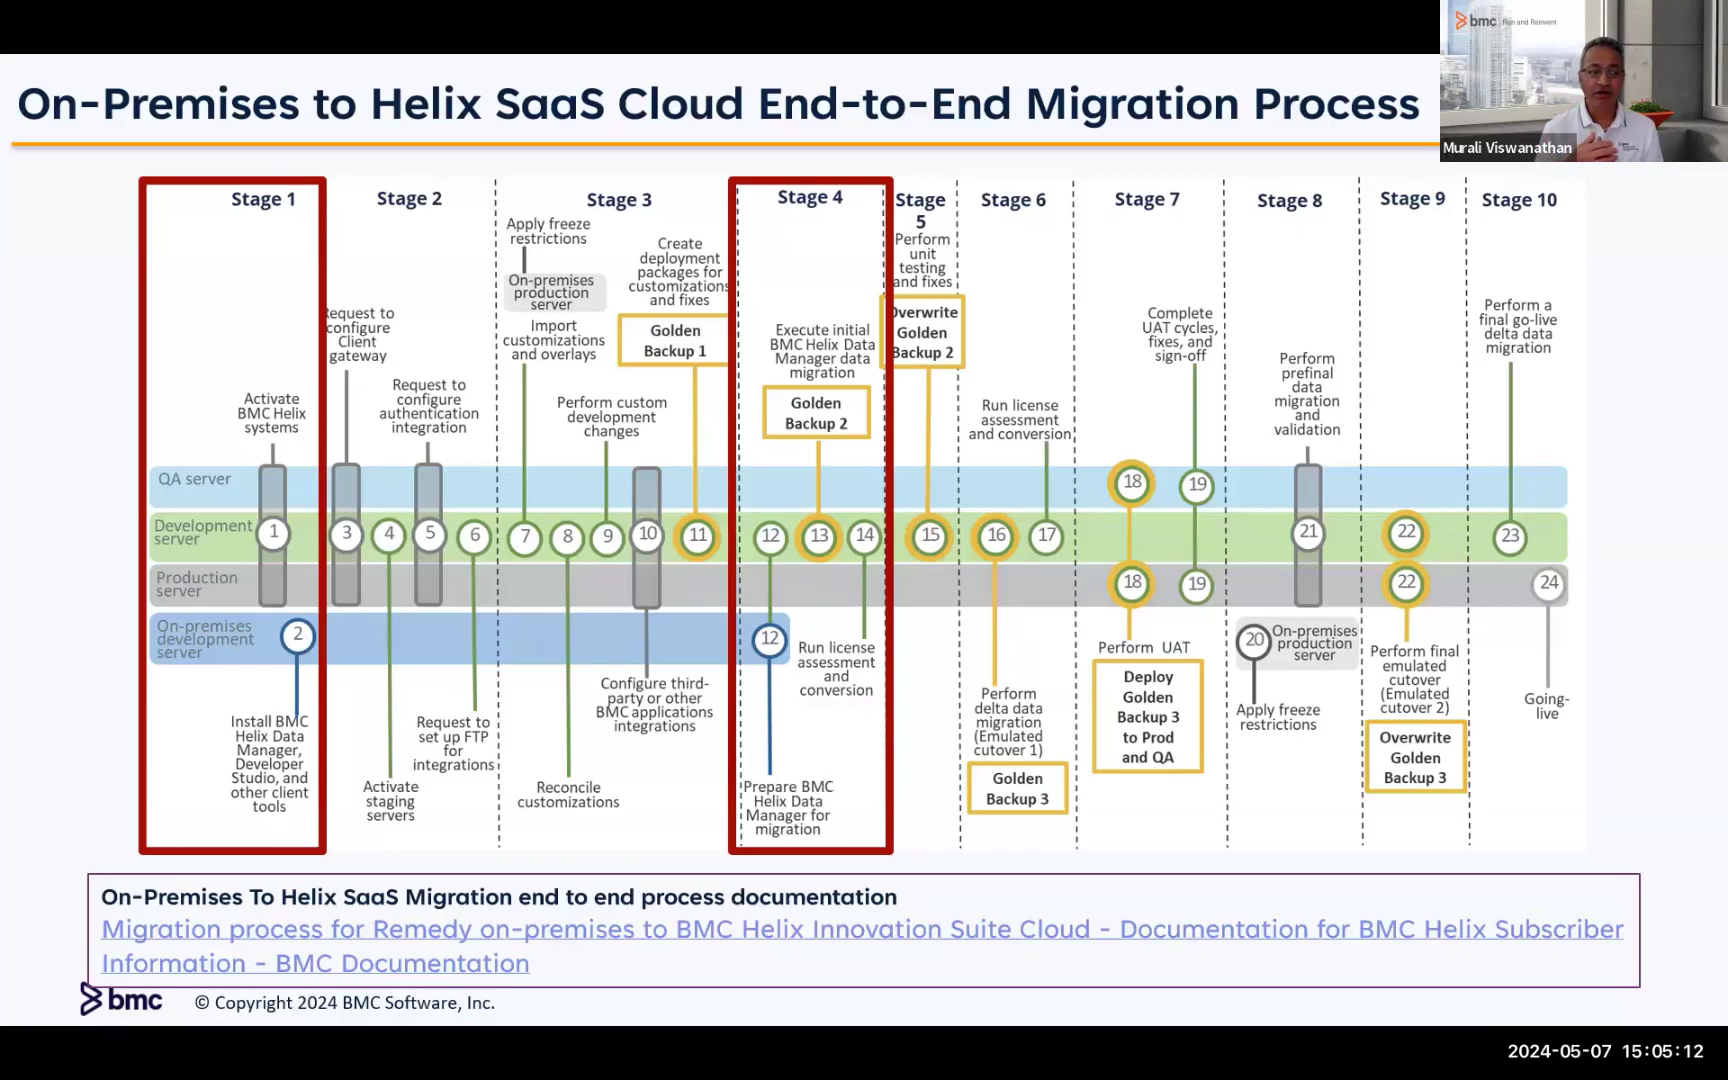 bmc Run and Reinvent
Murali Viswanathan
On-Premises to Helix SaaS Cloud End-to-End Migration Process
Stage 1
Stage 2
Stage 3
Stage 4
Stage
5
Stage 6
Stage 7
Stage 8
Stage 9
Stage 10
Activate
BMC Helix
systems
Request to
configure
Client
gateway
Request to
configure
authentication
integration
Apply freeze
restrictions
On-premises
production
server
Import
customizations
and overlays
Perform custom
development
changes
Create
deployment
packages for
customizations
and fixes
Golden
Backup 1
Execute initial
BMC Helix Data
Manager data
migration
Golden
Backup 2
Perform
unit
testing
and fixes
Overwrite
Golden
Backup 2
Run license
assessment
and conversion
Complete
UAT cycles,
fixes, and
sign-off
Perform
prefinal
data
migration
and
validation
Perform a
final go-live
delta data
migration
QA server
18
19
Development
server
1
3
4
5
6
7
8
9
10
11
12
13
14
15
16
17
21
22
23
Production
server
18
19
22
24
On-premises
development
server
2
12
20
On-premises
production
server
Install BMC
Helix Data
Manager,
Developer
Studio, and
other client
tools
Activate
staging
servers
Request to
set up FTP
for
integrations
Reconcile
customizations
Configure third-
party or other
BMC applications
integrations
Prepare BMC
Helix Data
Manager for
migration
Run license
assessment
and
conversion
Perform
delta data
migration
(Emulated
cutover 1)
Golden
Backup 3
Perform UAT
Deploy
Golden
Backup 3
to Prod
and QA
Apply freeze
restrictions
Perform final
emulated
cutover
(Emulated
cutover 2)
Overwrite
Golden
Backup 3
Going-
live
On-Premises To Helix SaaS Migration end to end process documentation
Migration process for Remedy on-premises to BMC Helix Innovation Suite Cloud - Documentation for BMC Helix Subscriber
Information - BMC Documentation
bmc
© Copyright 2024 BMC Software, Inc.
2024-05-07 15:05:12